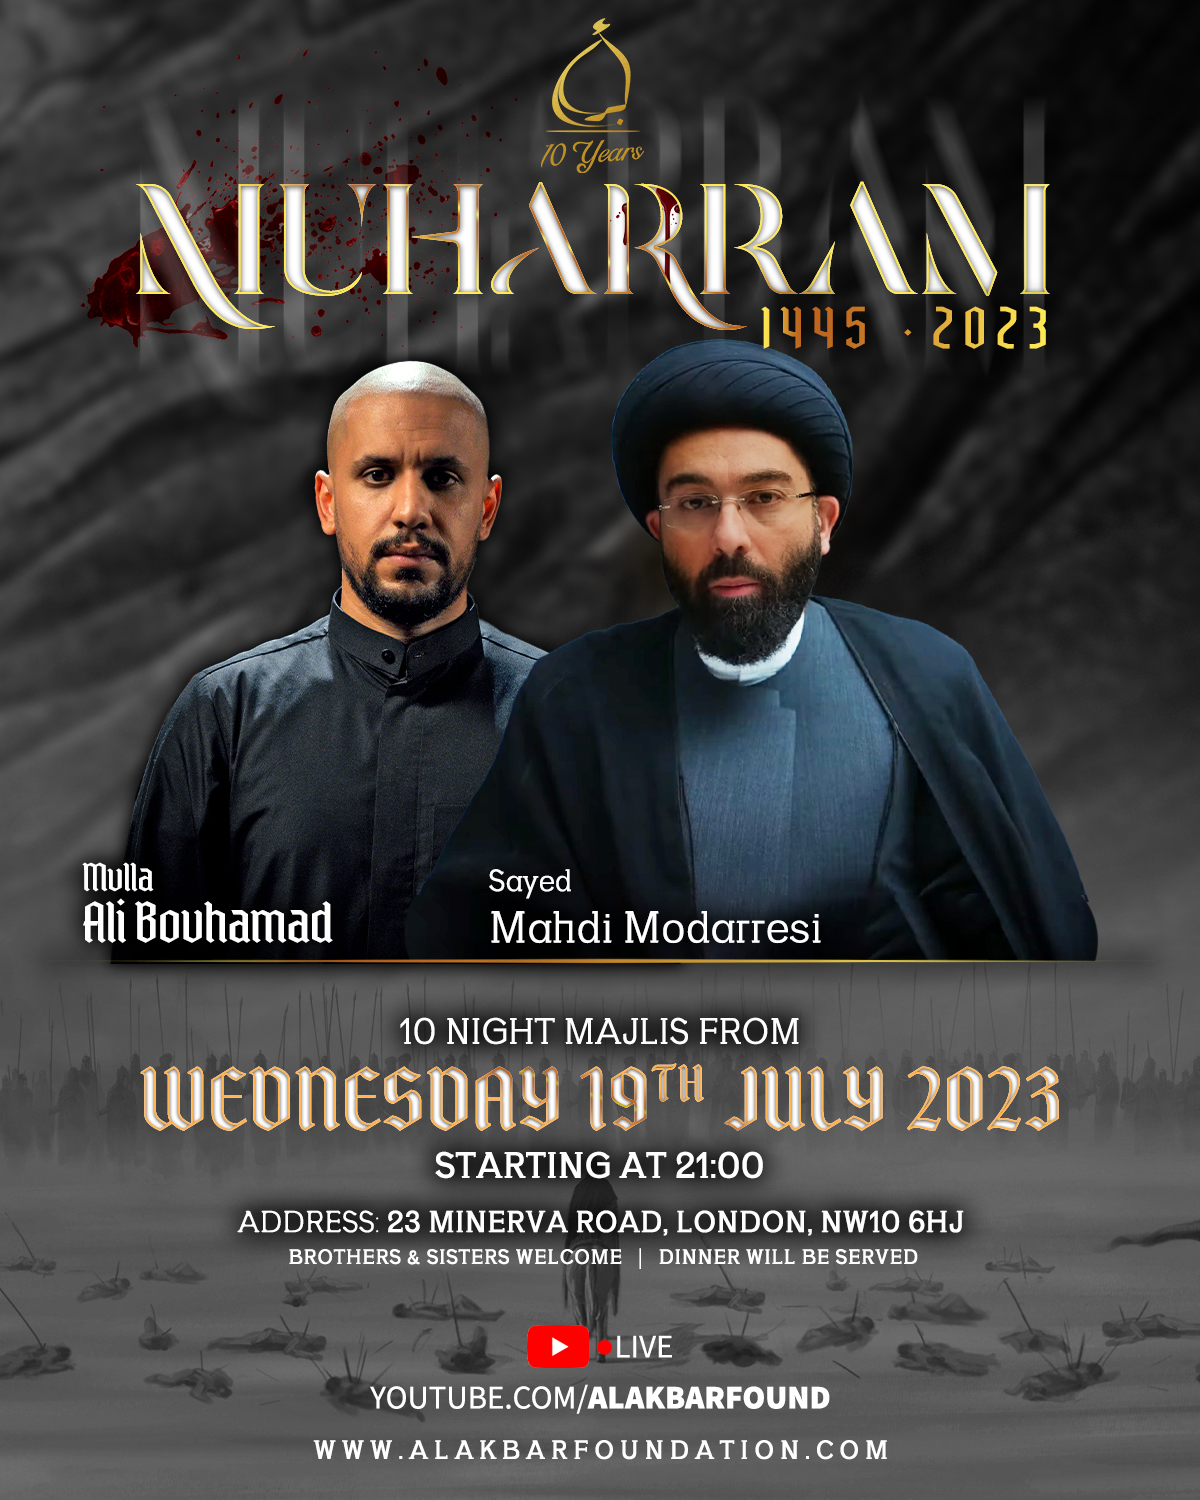 10 Years
MUHARRAM
1445 · 2023
Mulla
Ali Bouhamad
Sayed
Mahdi Modarresi
10 NIGHT MAJLIS FROM
WEDNESDAY 19TH JULY 2023
STARTING AT 21:00
ADDRESS: 23 MINERVA ROAD, LONDON, NW10 6HJ
BROTHERS & SISTERS WELCOME | DINNER WILL BE SERVED
LIVE
YOUTUBE.COM/ALAKBARFOUND
WWW.ALAKBARFOUNDATION.COM